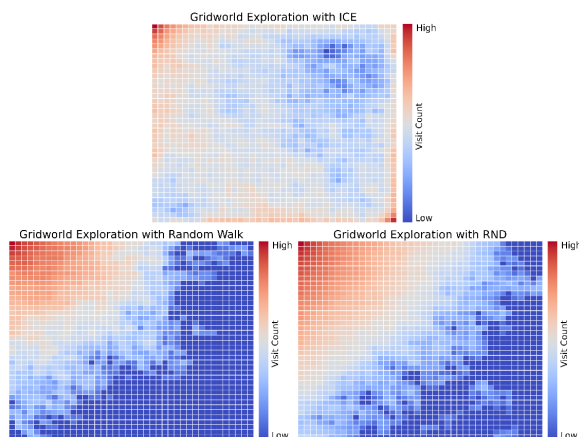 Gridworld Exploration with ICE
High
Visit Count
Low
Gridworld Exploration with Random Walk
High
Visit Count
Low
Gridworld Exploration with RND
High
Visit Count
Low